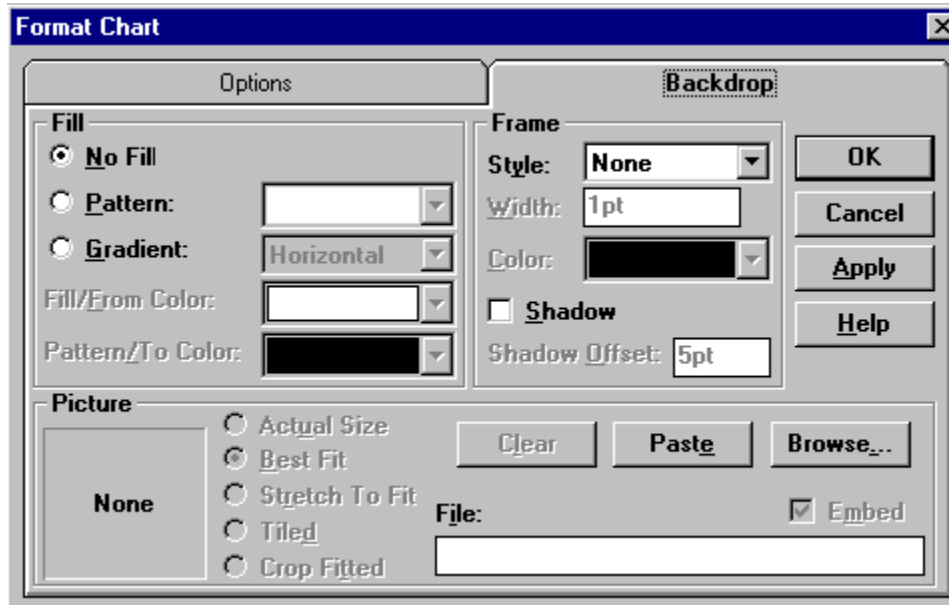 Format Chart
Options
Backdrop
Fill
No Fill
Pattern:
Gradient:
Horizontal
Fill/From Color:
Pattern/To Color:
Frame
Style:
None
Width:
1pt
Color:
Shadow
Shadow Offset:
5pt
OK
Cancel
Apply
Help
Picture
None
Actual Size
Best Fit
Stretch To Fit
Tiled
Crop Fitted
Clear
Paste
Browse...
File:
Embed